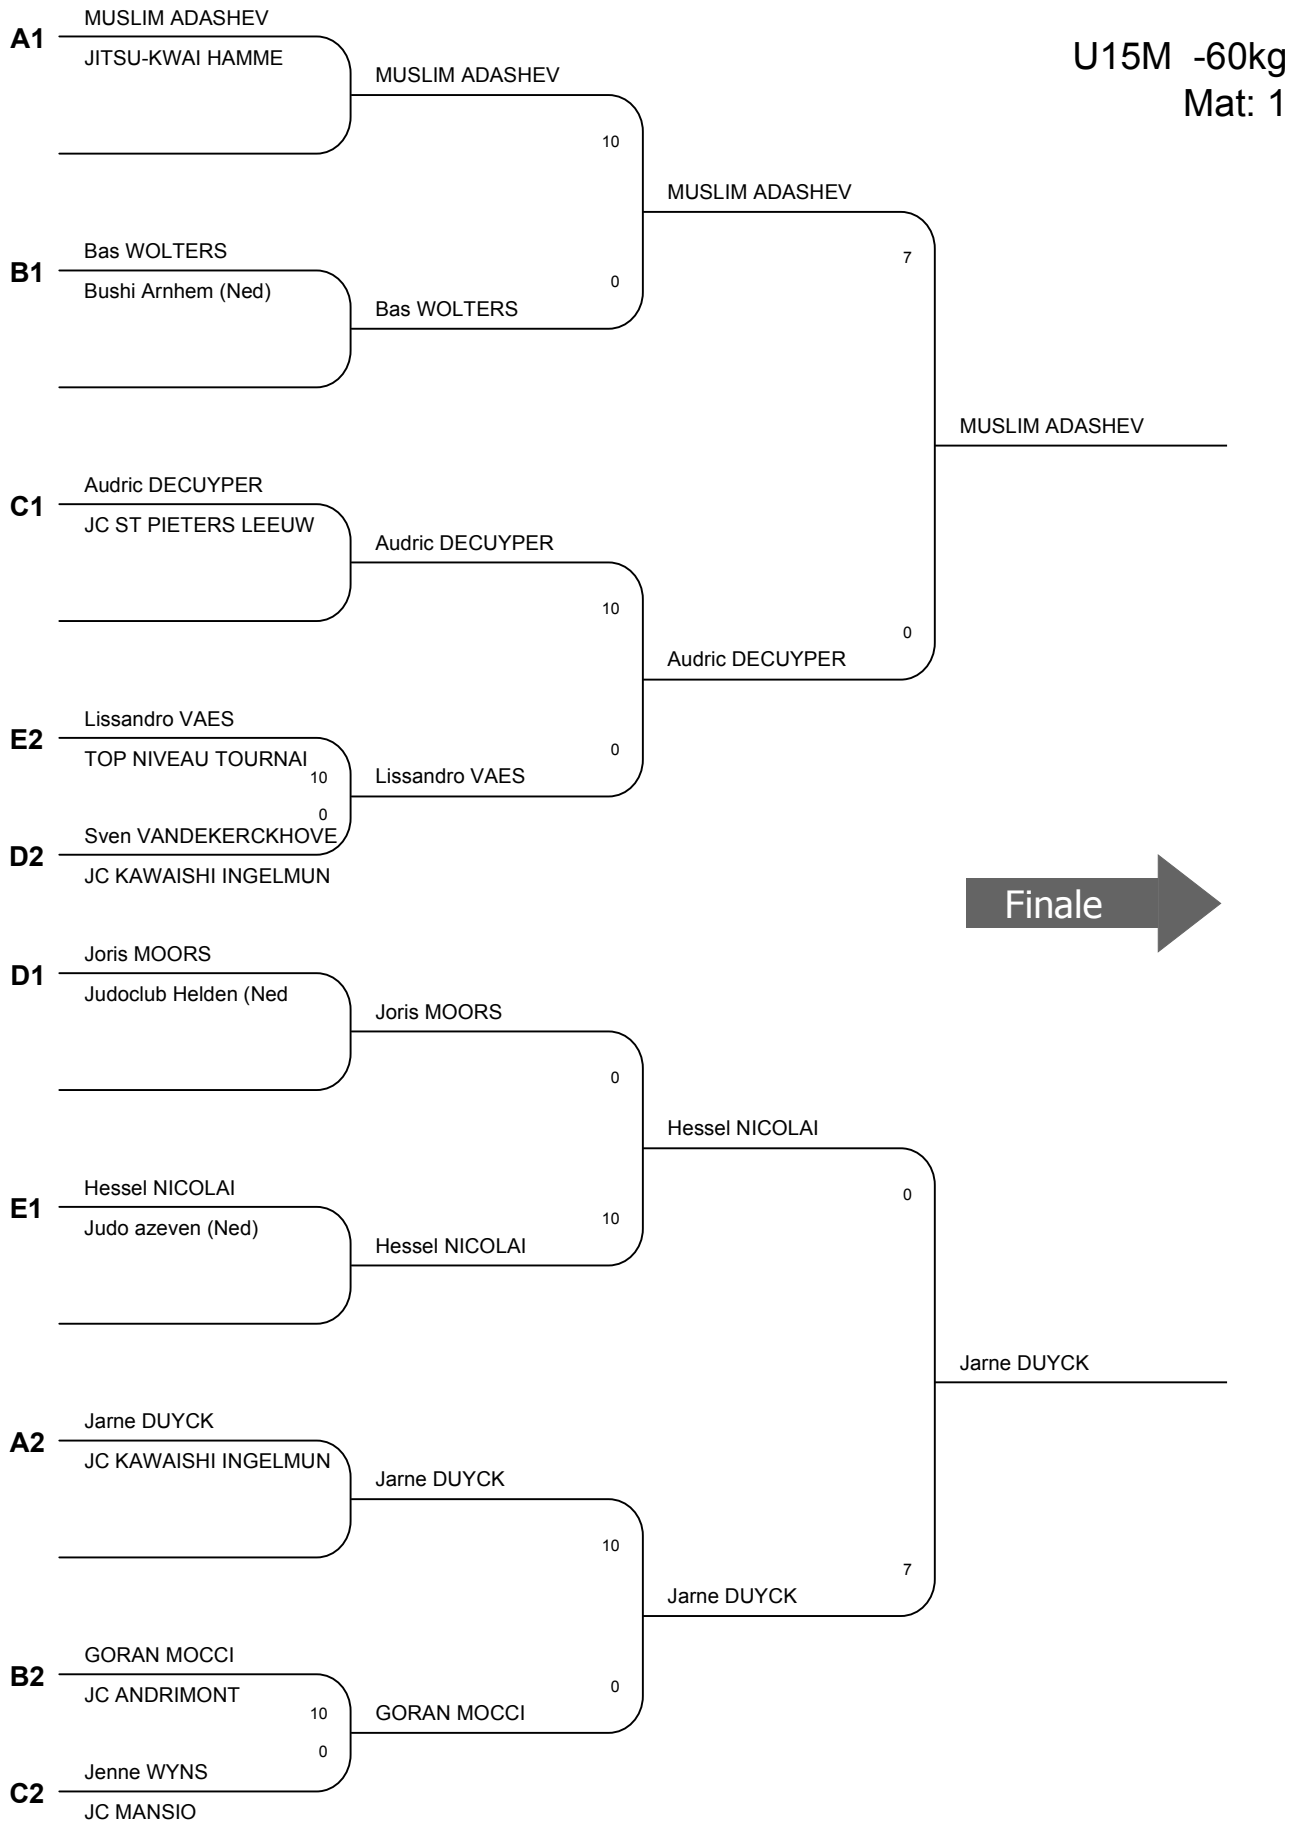 U15M -60kg
Mat: 1
A1
MUSLIM ADASHEV
JITSU-KWAI HAMME
MUSLIM ADASHEV
10
MUSLIM ADASHEV
7
B1
Bas WOLTERS
Bushi Arnhem (Ned)
0
Bas WOLTERS
MUSLIM ADASHEV
C1
Audric DECUYPER
JC ST PIETERS LEEUW
Audric DECUYPER
10
0
Audric DECUYPER
E2
Lissandro VAES
TOP NIVEAU TOURNAI
10
0
Lissandro VAES
0
D2
Sven VANDEKERCKHOVE
JC KAWAISHI INGELMUN
Finale
D1
Joris MOORS
Judoclub Helden (Ned
Joris MOORS
0
Hessel NICOLAI
0
E1
Hessel NICOLAI
Judo azeven (Ned)
10
Hessel NICOLAI
Jarne DUYCK
A2
Jarne DUYCK
JC KAWAISHI INGELMUN
Jarne DUYCK
10
7
Jarne DUYCK
B2
GORAN MOCCI
JC ANDRIMONT
10
0
GORAN MOCCI
0
C2
Jenne WYNS
JC MANSIO